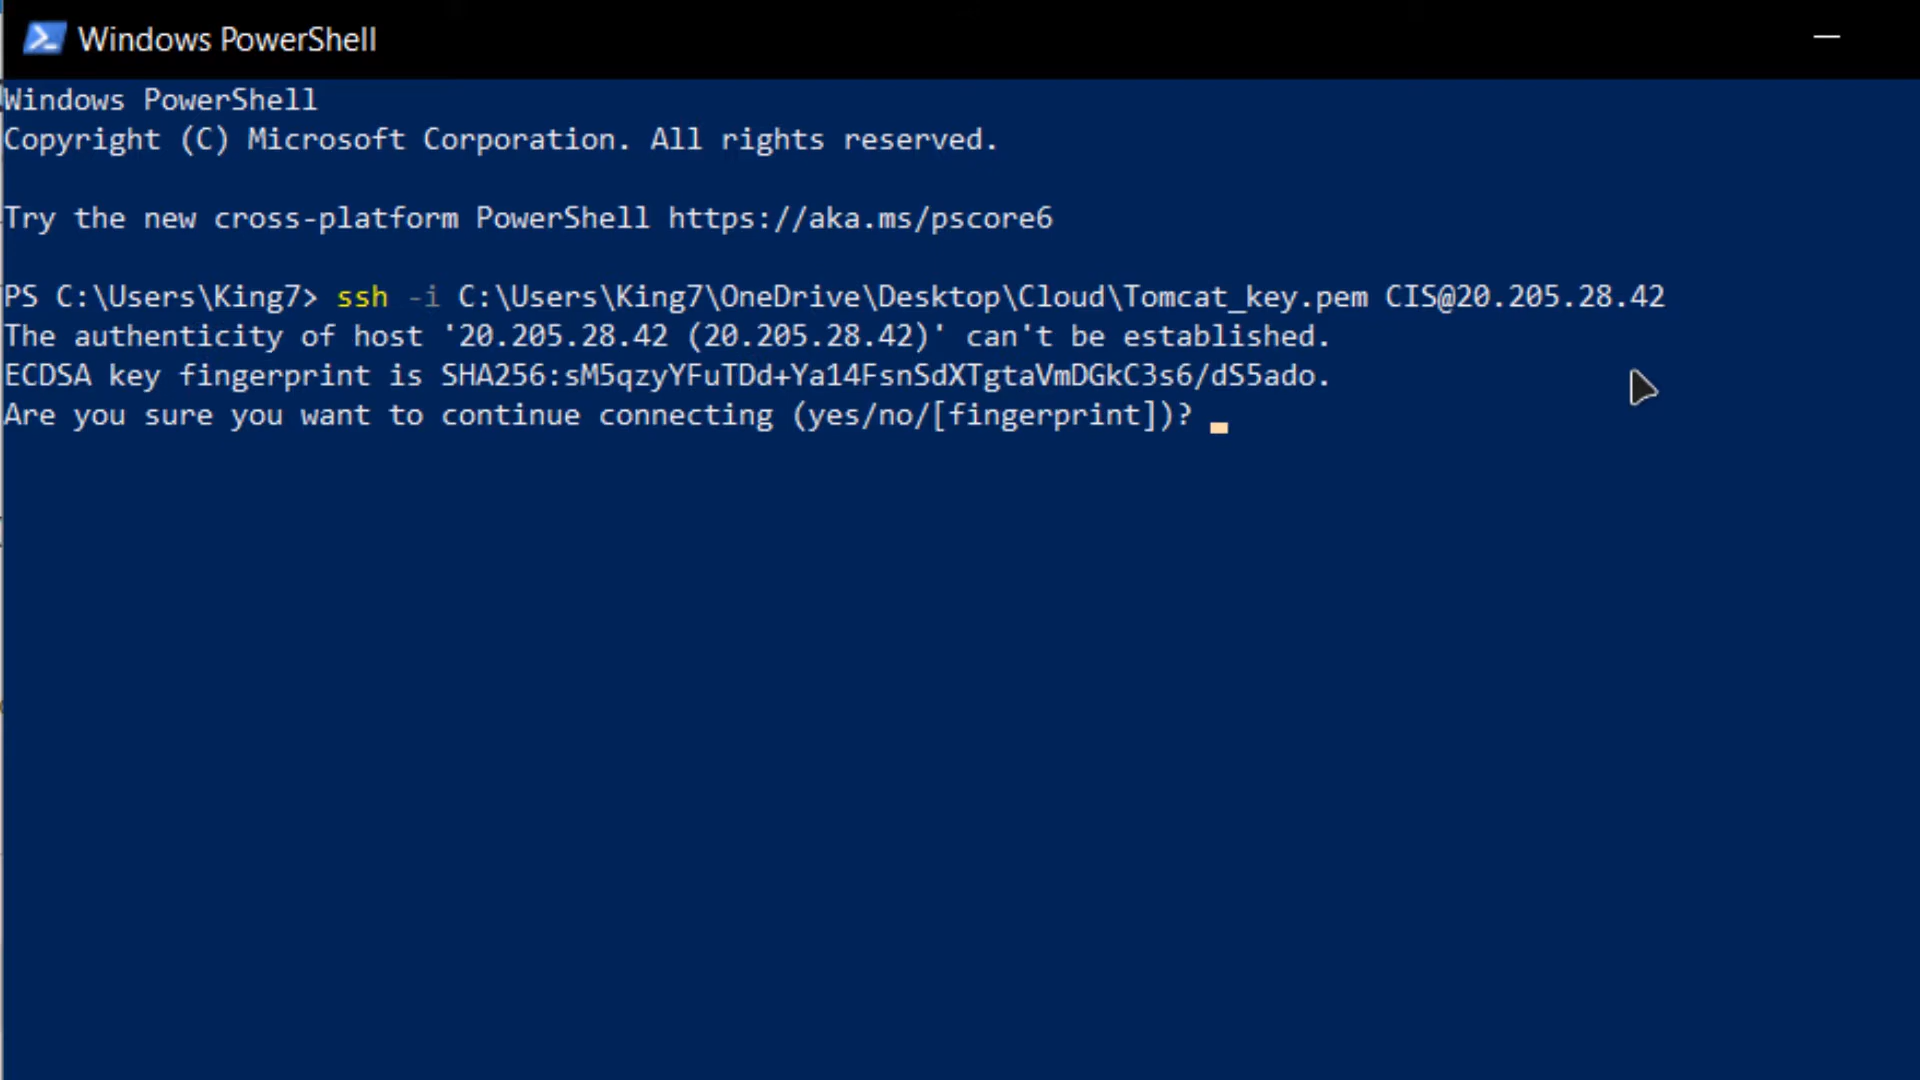 Windows PowerShell
Windows PowerShell
Copyright (C) Microsoft Corporation. All rights reserved.
Try the new cross-platform PowerShell https://aka.ms/pscore6
PS C:\Users\King7> ssh -i C:\Users\King7\OneDrive\Desktop\Cloud\Tomcat_key.pem CIS@20.205.28.42
The authenticity of host '20.205.28.42 (20.205.28.42)' can't be established.
ECDSA key fingerprint is SHA256:sM5qzyYFuTDd+Ya14FsnSdXTgtaVmDGkC3s6/dS5ado.
Are you sure you want to continue connecting (yes/no/[fingerprint])?